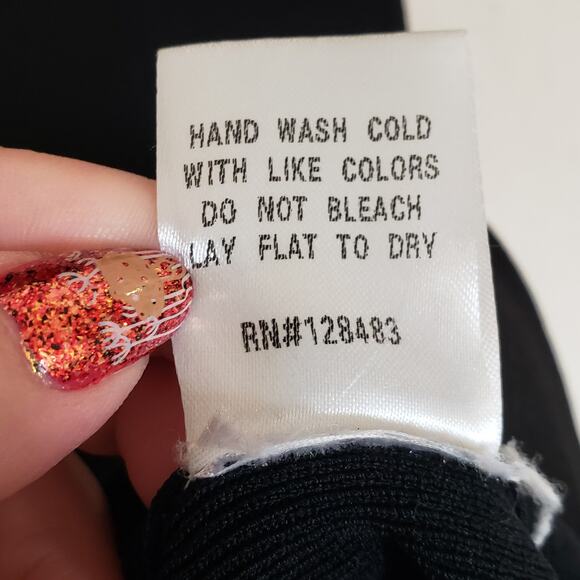 HAND WASH COLD
WITH LIKE COLORS
DO NOT BLEACH
LAY FLAT TO DRY
RN#128483